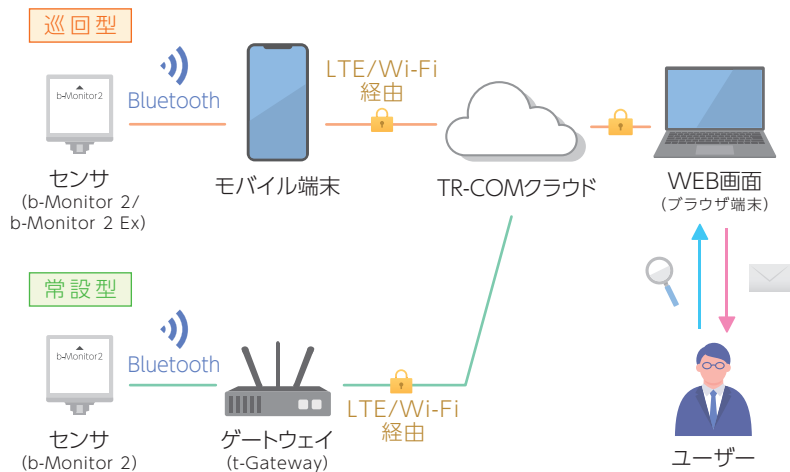 巡回型
b-Monitor2
Bluetooth
LTE/Wi-Fi
経由
センサ
(b-Monitor 2/
b-Monitor 2 Ex)
モバイル端末
TR-COMクラウド
WEB画面
(ブラウザ端末)
常設型
b-Monitor2
Bluetooth
LTE/Wi-Fi
経由
センサ
(b-Monitor 2)
ゲートウェイ
(t-Gateway)
ユーザー